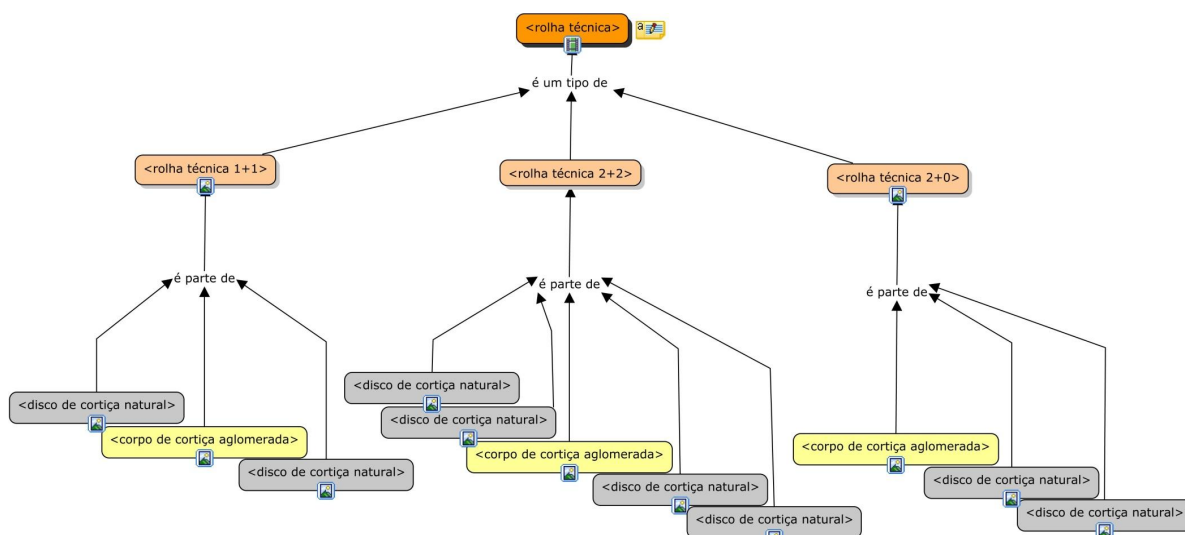 <rolha técnica>
a
é um tipo de
<rolha técnica 1+1>
<rolha técnica 2+2>
<rolha técnica 2+0>
é parte de
é parte de
é parte de
<disco de cortiça natural>
<corpo de cortiça aglomerada>
<disco de cortiça natural>
<disco de cortiça natural>
<disco de cortiça natural>
<corpo de cortiça aglomerada>
<disco de cortiça natural>
<disco de cortiça natural>
<corpo de cortiça aglomerada>
<disco de cortiça natural>
<disco de cortiça natural>